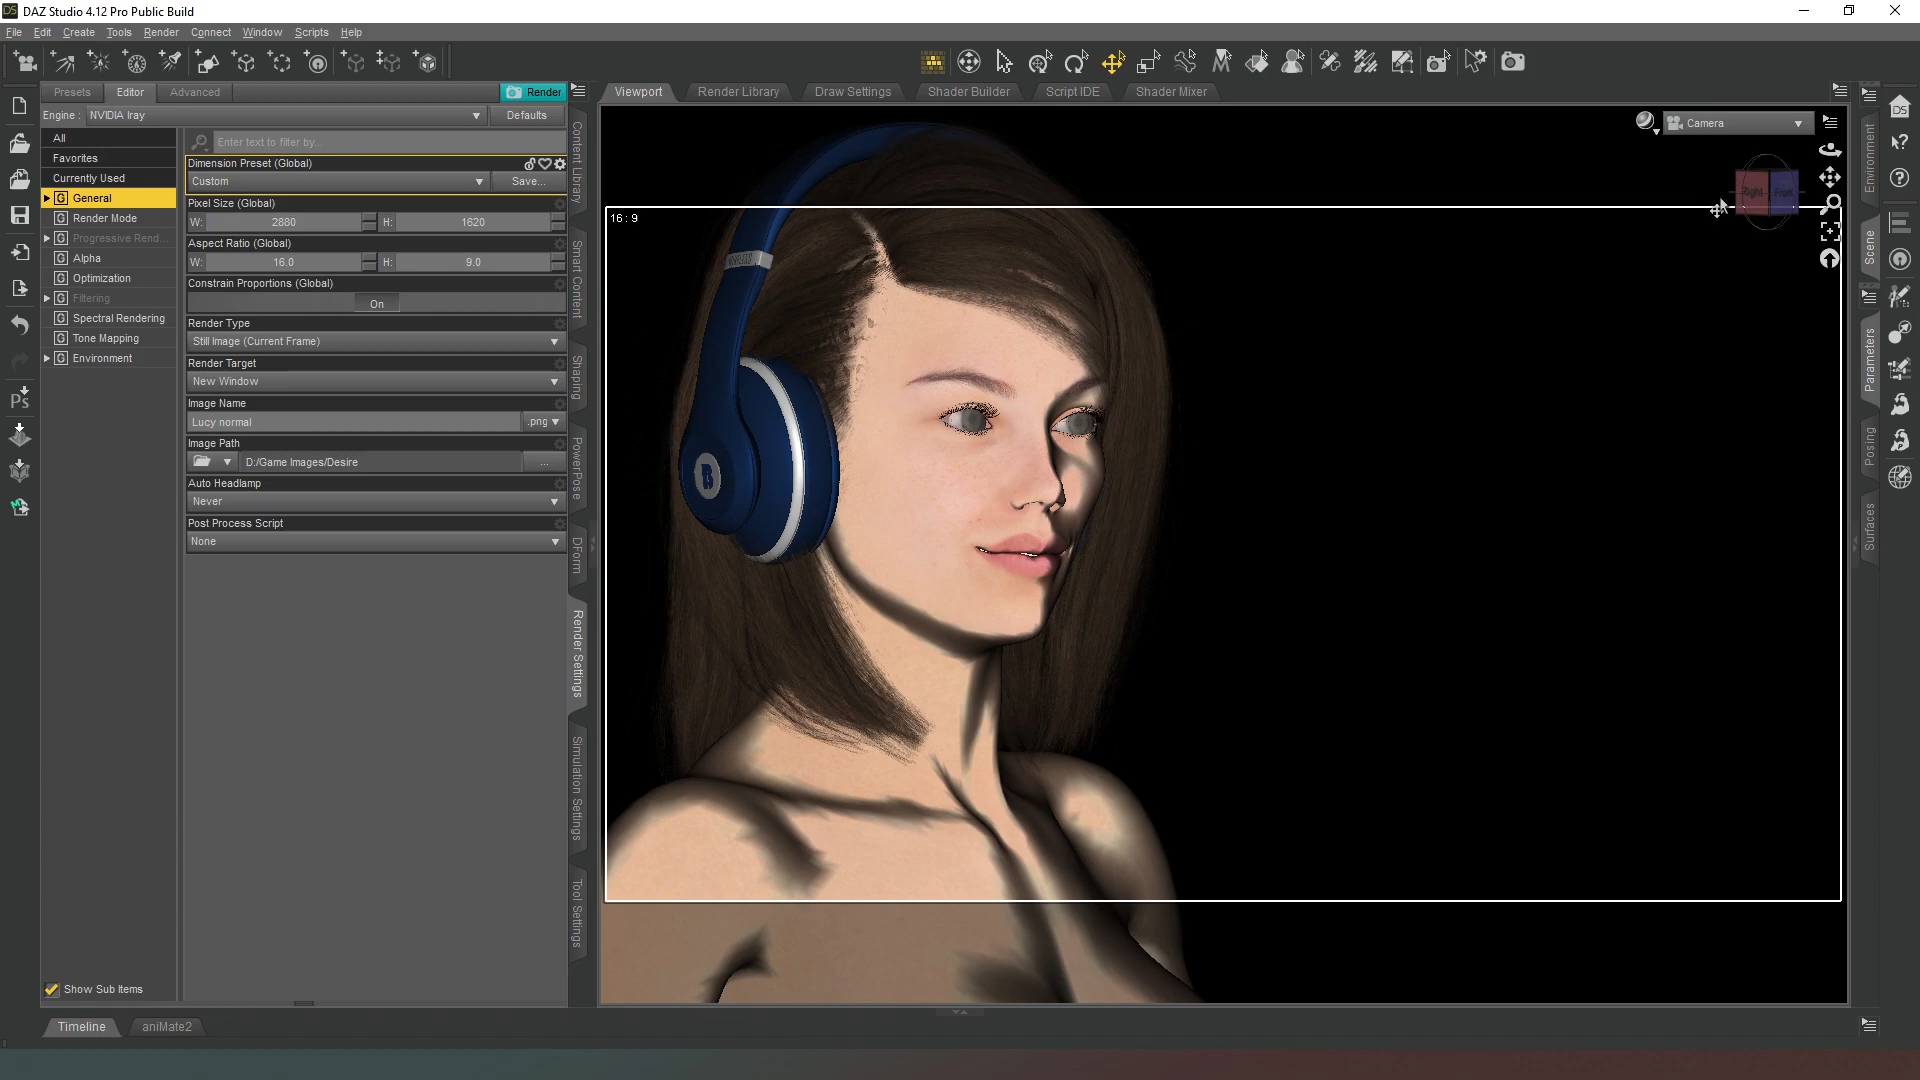 DAZ Studio 4.12 Pro Public Build
File Edit Create Tools Render Connect Window Scripts Help
Presets Editor Advanced Render
Viewport Render Library Draw Settings Shader Builder Script IDE Shader Mixer
Engine : NVIDIA Iray Defaults
Camera
All
Favorites
Currently Used
G General
G Render Mode
G Progressive Rend...
G Alpha
G Optimization
G Filtering
G Spectral Rendering
G Tone Mapping
G Environment
Show Sub Items
Enter text to filter by...
Dimension Preset (Global)
Custom Save...
Pixel Size (Global)
W: 2880 H: 1620
Aspect Ratio (Global)
W: 16.0 H: 9.0
Constrain Proportions (Global)
On
Render Type
Still Image (Current Frame)
Render Target
New Window
Image Name
Lucy normal .png
Image Path
D:/Game Images/Desire ...
Auto Headlamp
Never
Post Process Script
None
Content Library
Smart Content
Shaping
PowerPose
DForm
Render Settings
Simulation Settings
Tool Settings
16 : 9
Right Front
Environment
Scene
Parameters
Posing
Surfaces
DS
Ps
Timeline aniMate2